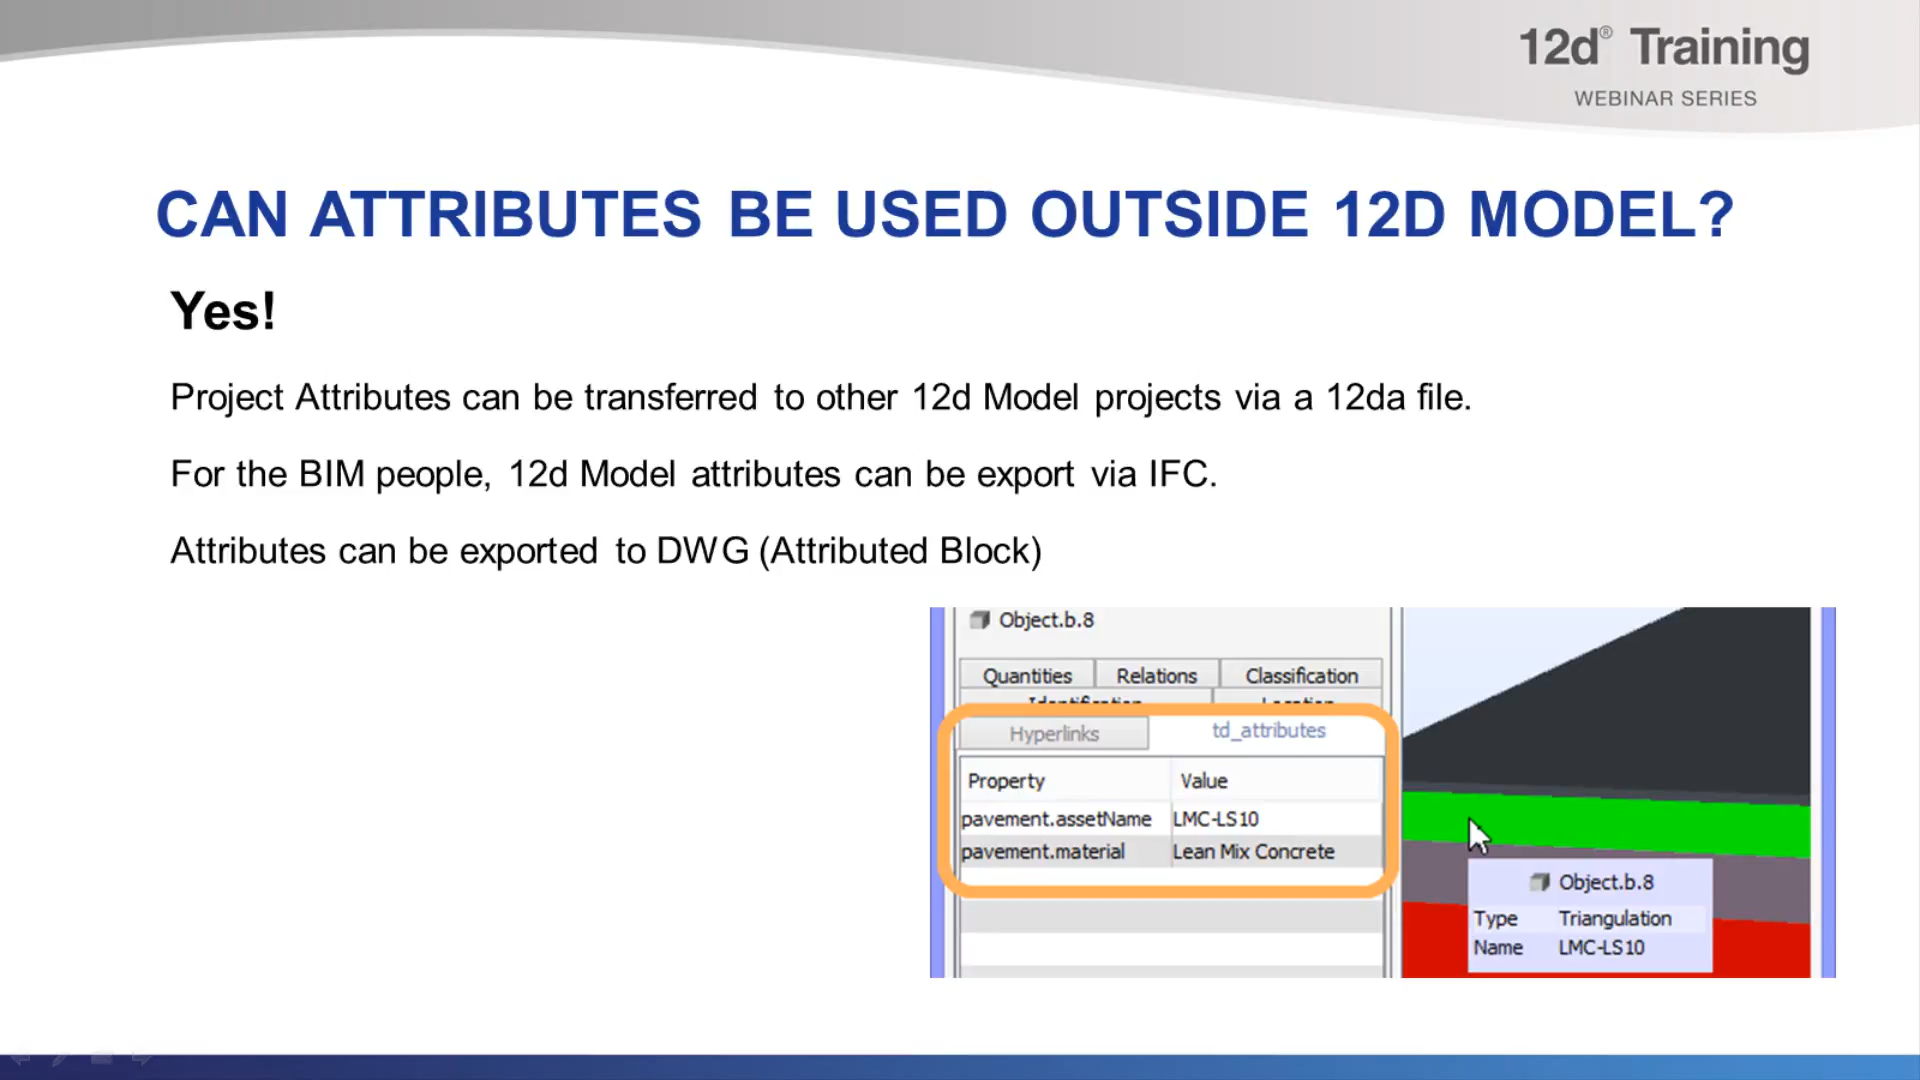 12d® Training
WEBINAR SERIES
CAN ATTRIBUTES BE USED OUTSIDE 12D MODEL?
Yes!
Project Attributes can be transferred to other 12d Model projects via a 12da file.
For the BIM people, 12d Model attributes can be export via IFC.
Attributes can be exported to DWG (Attributed Block)
Object.b.8
Quantities Relations Classification
Identification Location
Hyperlinks td_attributes
Property Value
pavement.assetName LMC-LS10
pavement.material Lean Mix Concrete
Object.b.8
Type Triangulation
Name LMC-LS10